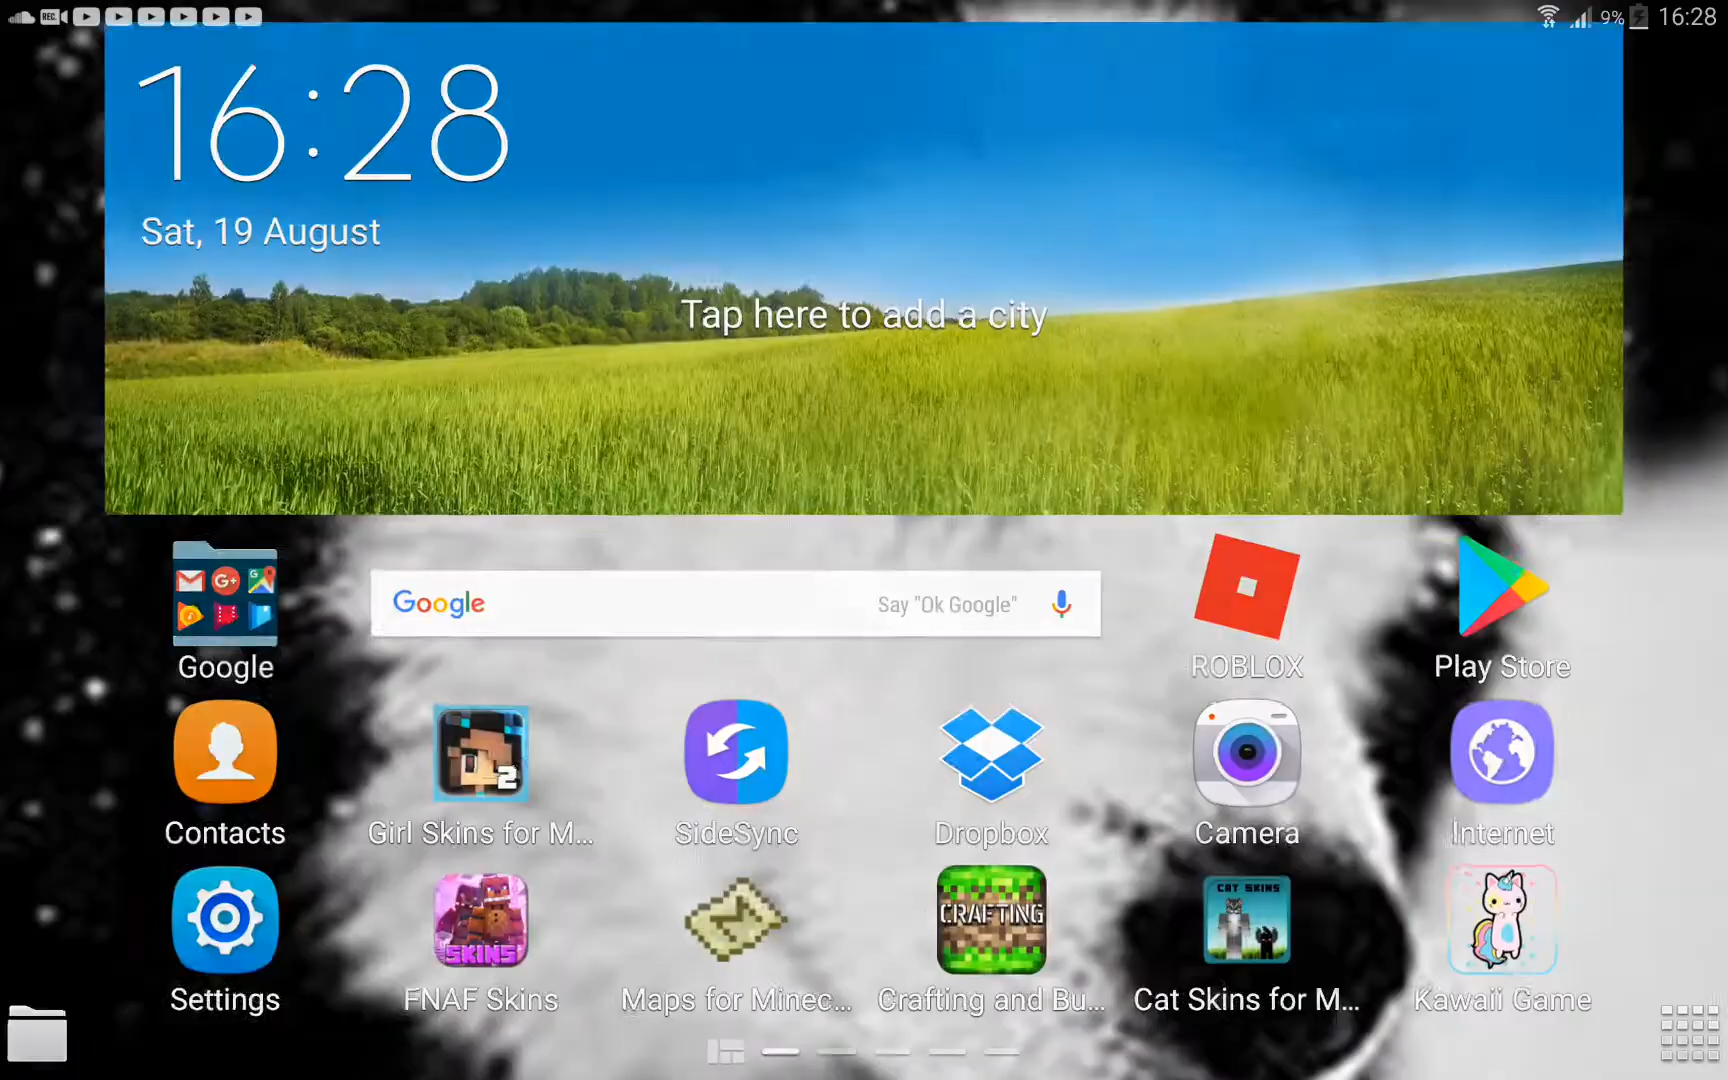 REC
9%
16:28
16:28
Sat, 19 August
Tap here to add a city
Google
Say "Ok Google"
Google
ROBLOX
Play Store
2
Contacts
Girl Skins for M...
SideSync
Dropbox
Camera
Internet
SKINS
CRAFTING
CAT SKINS
Settings
FNAF Skins
Maps for Minec...
Crafting and Bu...
Cat Skins for M...
Kawaii Game